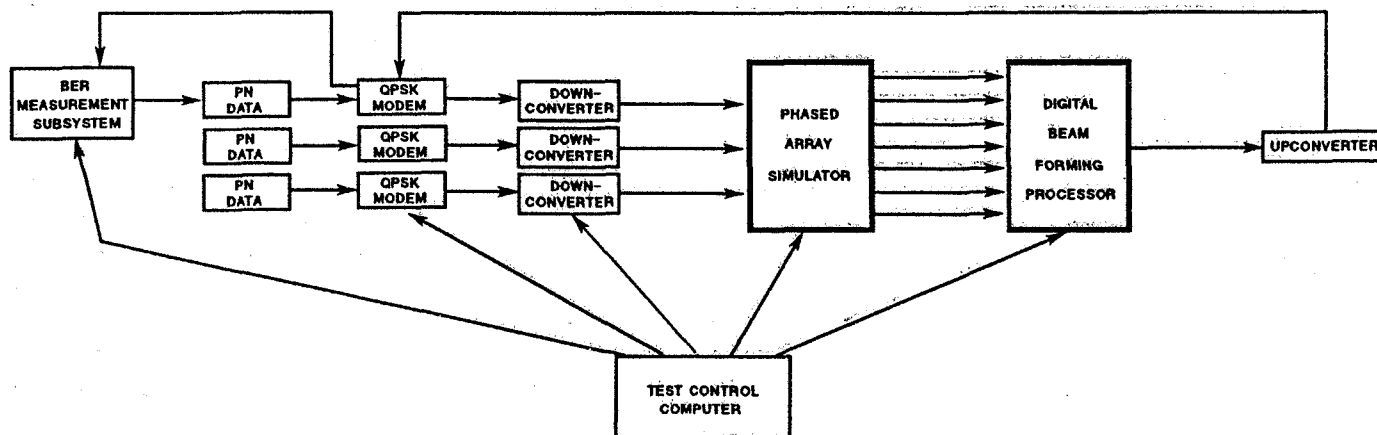 BER
MEASUREMENT
SUBSYSTEM
PN
DATA
QPSK
MODEM
DOWN-
CONVERTER
PN
DATA
QPSK
MODEM
DOWN-
CONVERTER
PN
DATA
QPSK
MODEM
DOWN-
CONVERTER
PHASED
ARRAY
SIMULATOR
DIGITAL
BEAM
FORMING
PROCESSOR
UPCONVERTER
TEST CONTROL
COMPUTER